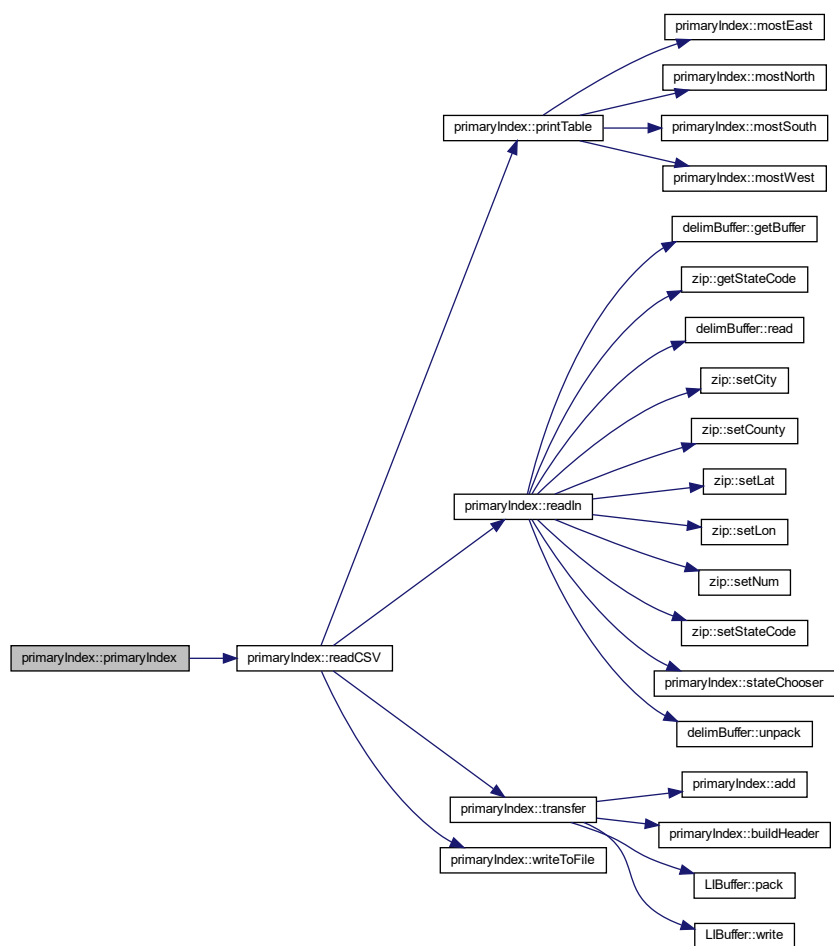 primaryIndex::mostEast
primaryIndex::mostNorth
primaryIndex::printTable
primaryIndex::mostSouth
primaryIndex::mostWest
delimBuffer::getBuffer
zip::getStateCode
delimBuffer::read
zip::setCity
zip::setCounty
zip::setLat
primaryIndex::readIn
zip::setLon
zip::setNum
zip::setStateCode
primaryIndex::primaryIndex
primaryIndex::readCSV
primaryIndex::stateChooser
delimBuffer::unpack
primaryIndex::add
primaryIndex::transfer
primaryIndex::buildHeader
primaryIndex::writeToFile
LIBuffer::pack
LIBuffer::write